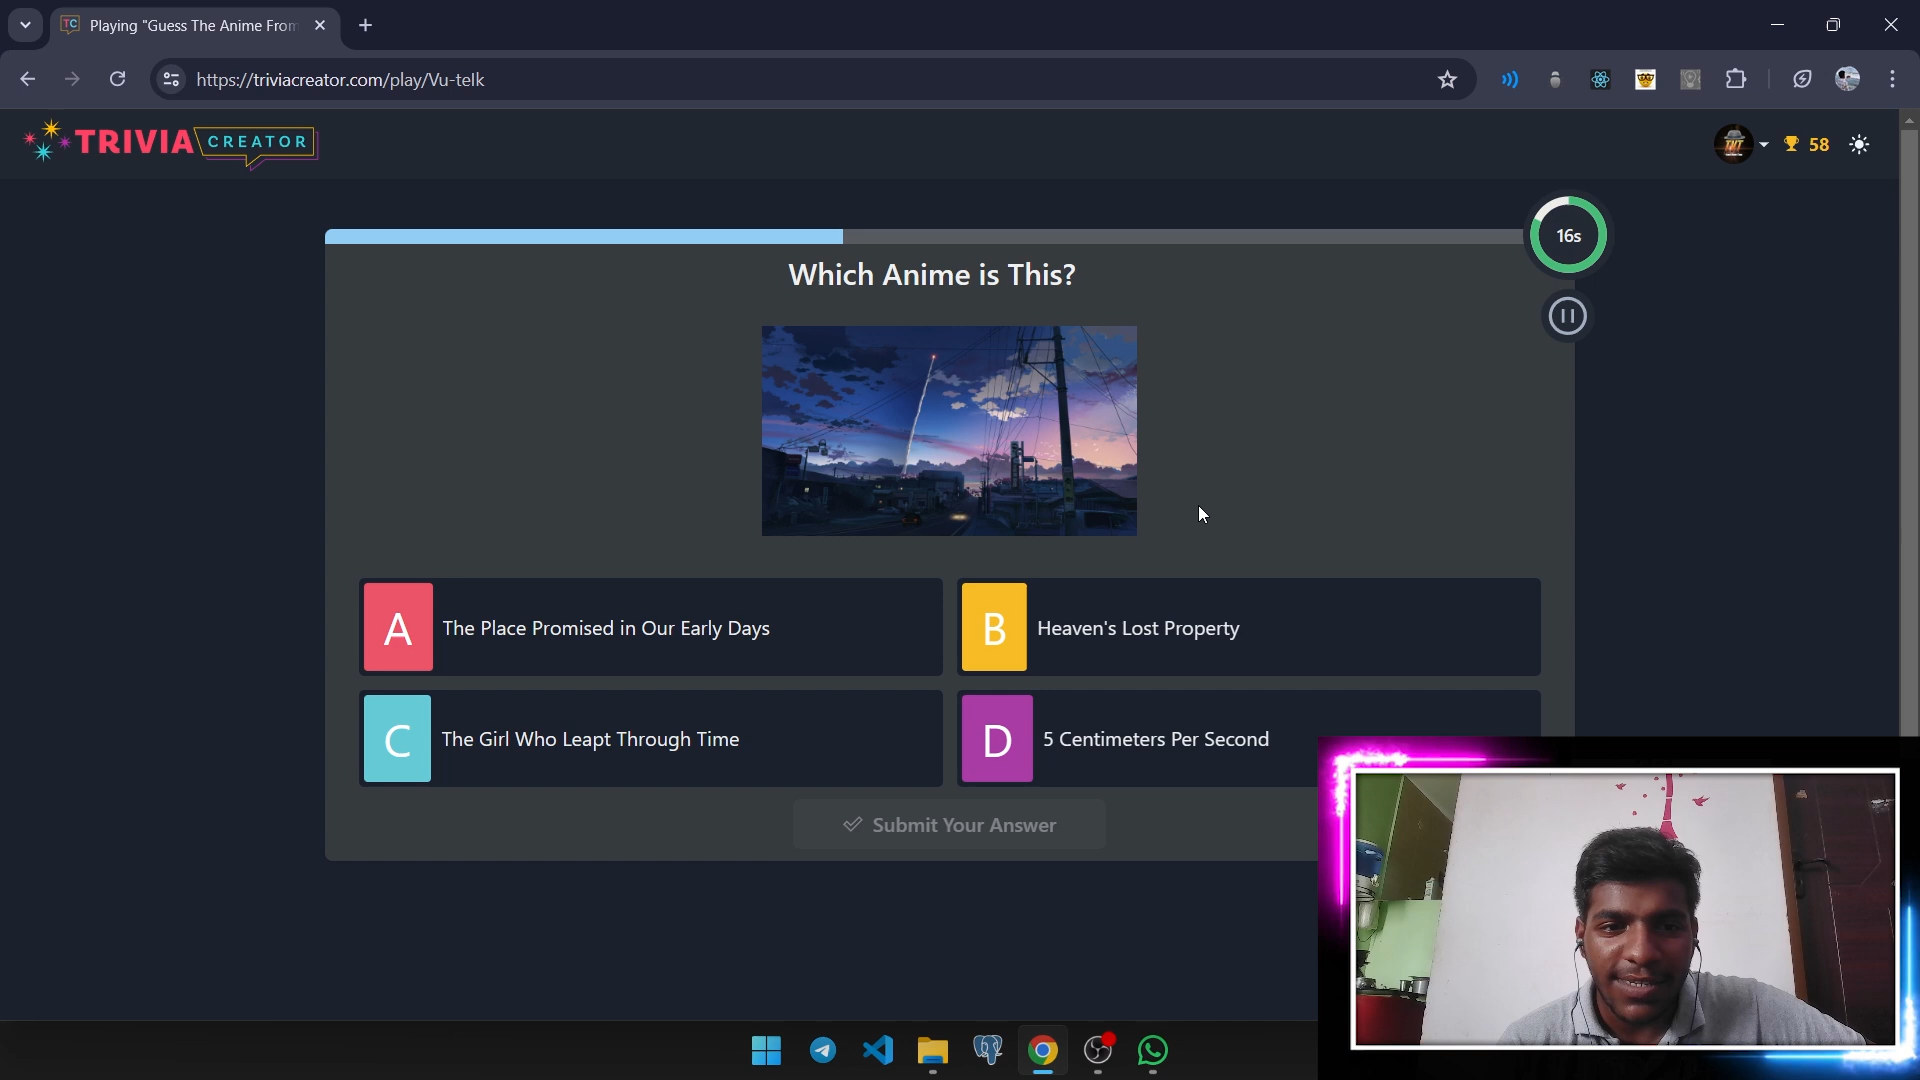 TC Playing "Guess The Anime From
https://triviacreator.com/play/Vu-telk
TRIVIA CREATOR
TNT
58
16s
Which Anime is This?
A The Place Promised in Our Early Days
B Heaven's Lost Property
C The Girl Who Leapt Through Time
D 5 Centimeters Per Second
Submit Your Answer